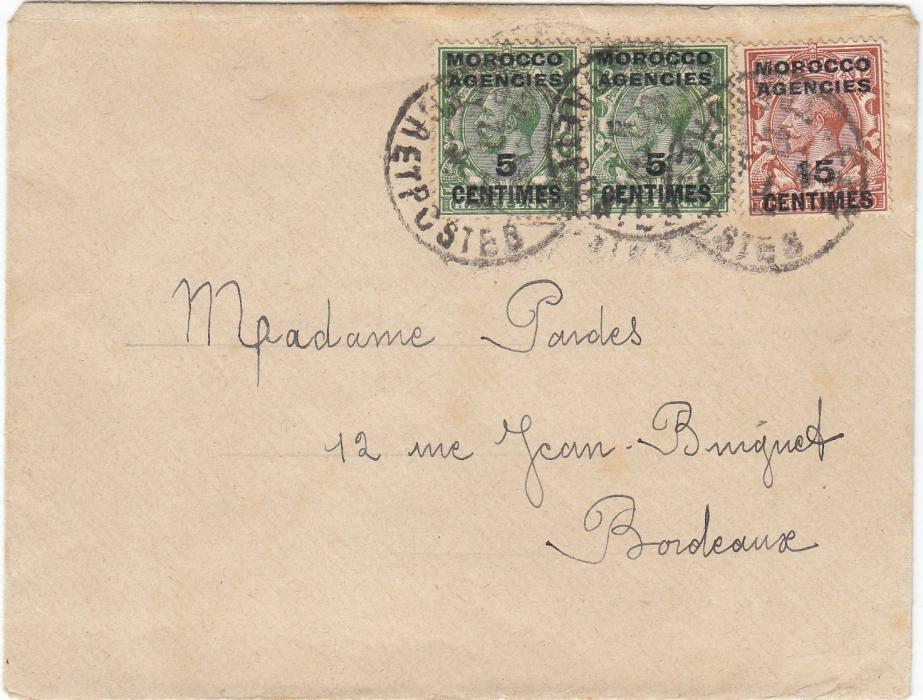 MOROCCO AGENCIES
5
CENTIMES
MOROCCO AGENCIES
5
CENTIMES
MOROCCO AGENCIES
15
CENTIMES
POSTES
Madame Pardes
12 rue Jean-Burguet
Bordeaux